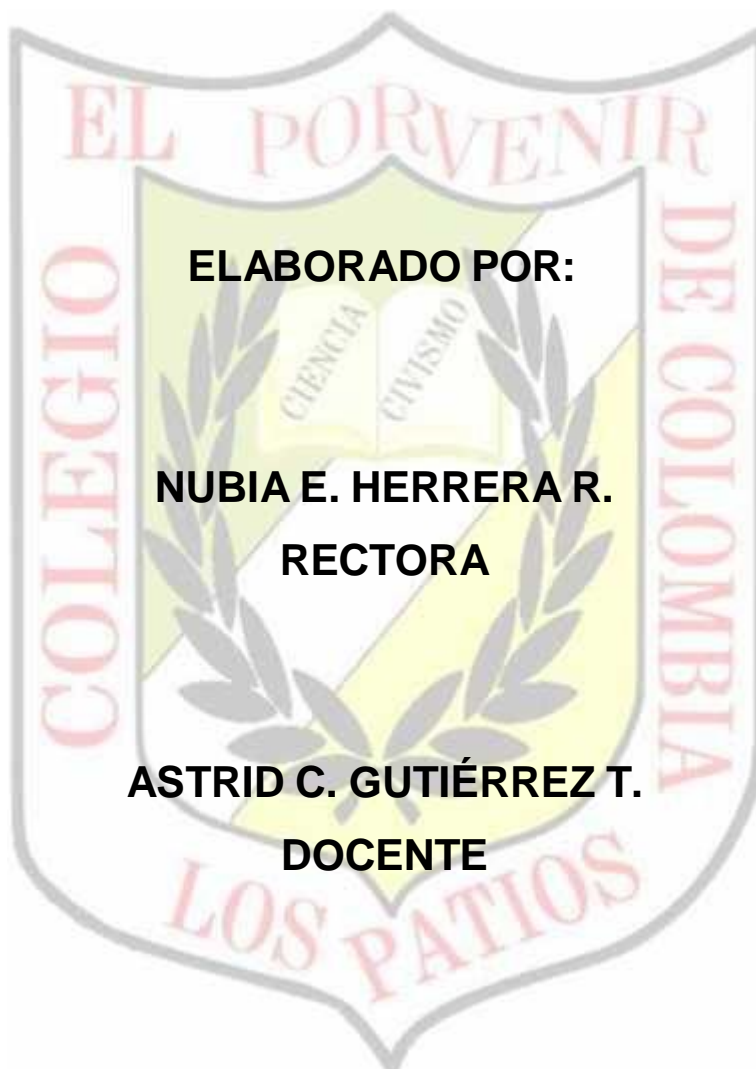 EL PORVENIR
DE COLOMBIA
COLEGIO
ELABORADO POR:
CIENCIA
CIVISMO
NUBIA E. HERRERA R.
RECTORA
ASTRID C. GUTIÉRREZ T.
DOCENTE
LOS PATIOS